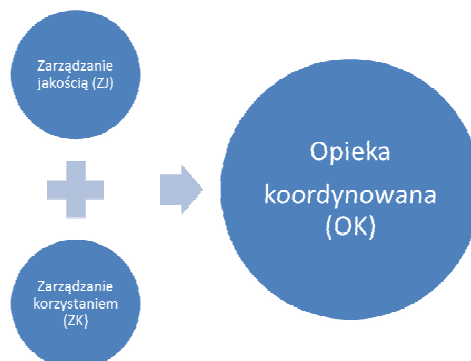 Zarządzanie
jakością (ZJ)
Zarządzanie
korzystaniem
(ZK)
Opieka
koordynowana
(OK)